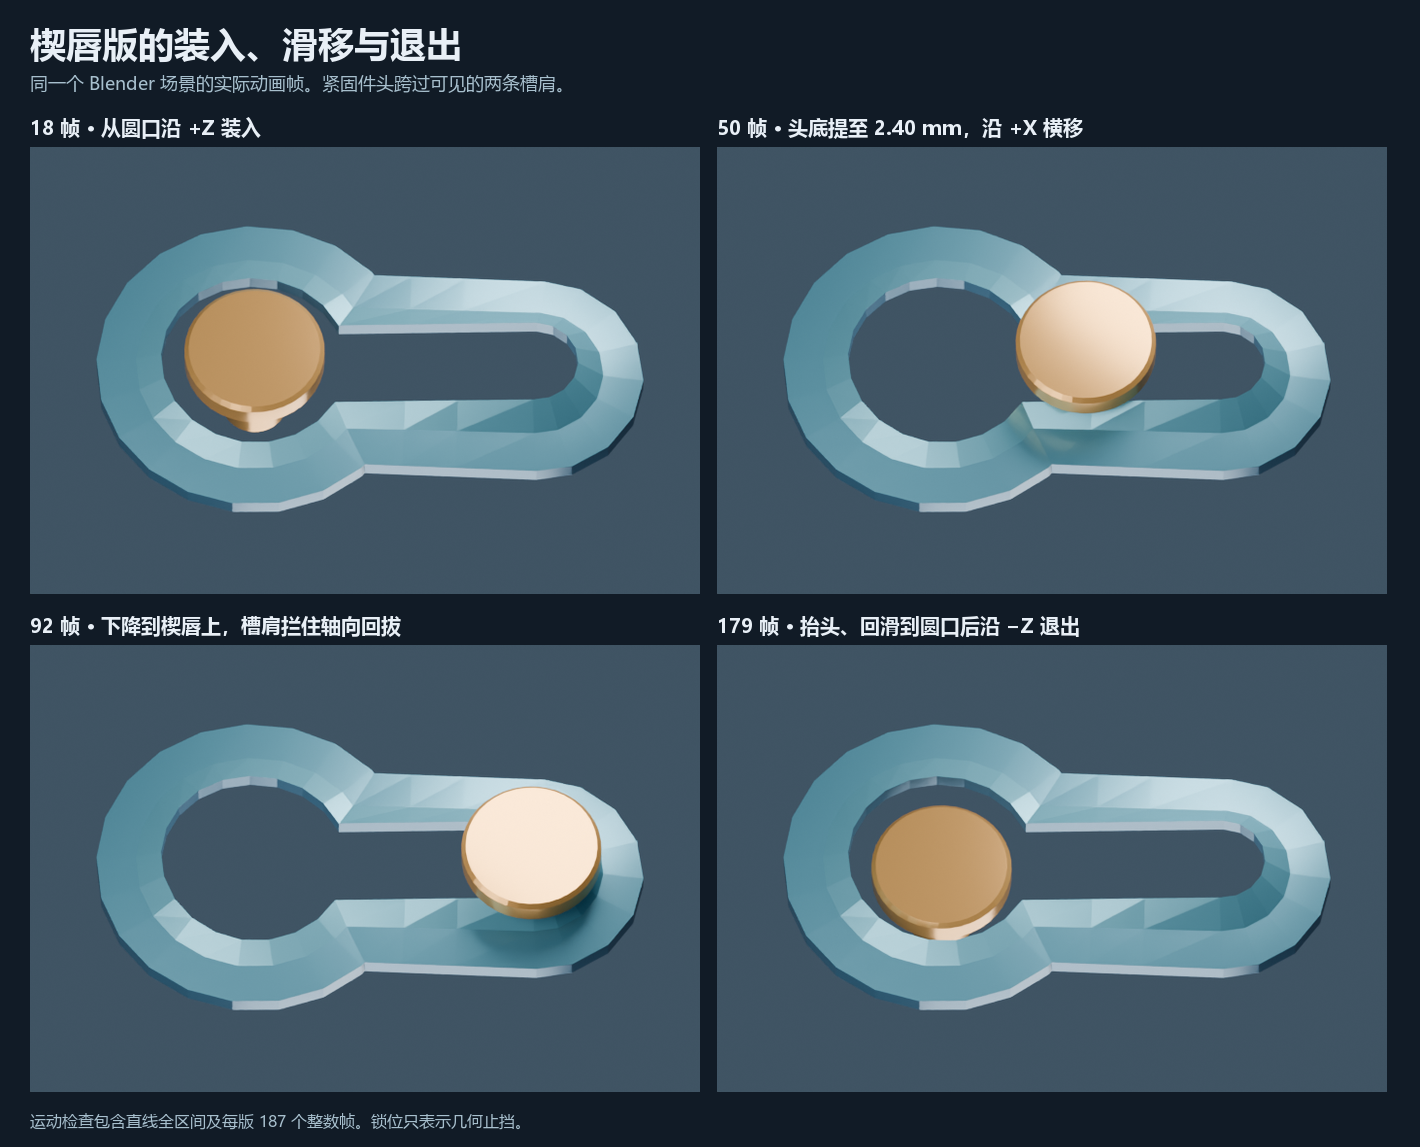 楔唇版的装入、滑移与退出
同一个 Blender 场景的实际动画帧。紧固件头跨过可见的两条槽肩。
18 帧 • 从圆口沿 +Z 装入
50 帧 • 头底提至 2.40 mm，沿 +X 横移
92 帧 • 下降到楔唇上，槽肩拦住轴向回拔
179 帧 • 抬头、回滑到圆口后沿 −Z 退出
运动检查包含直线全区间及每版 187 个整数帧。锁位只表示几何止挡。